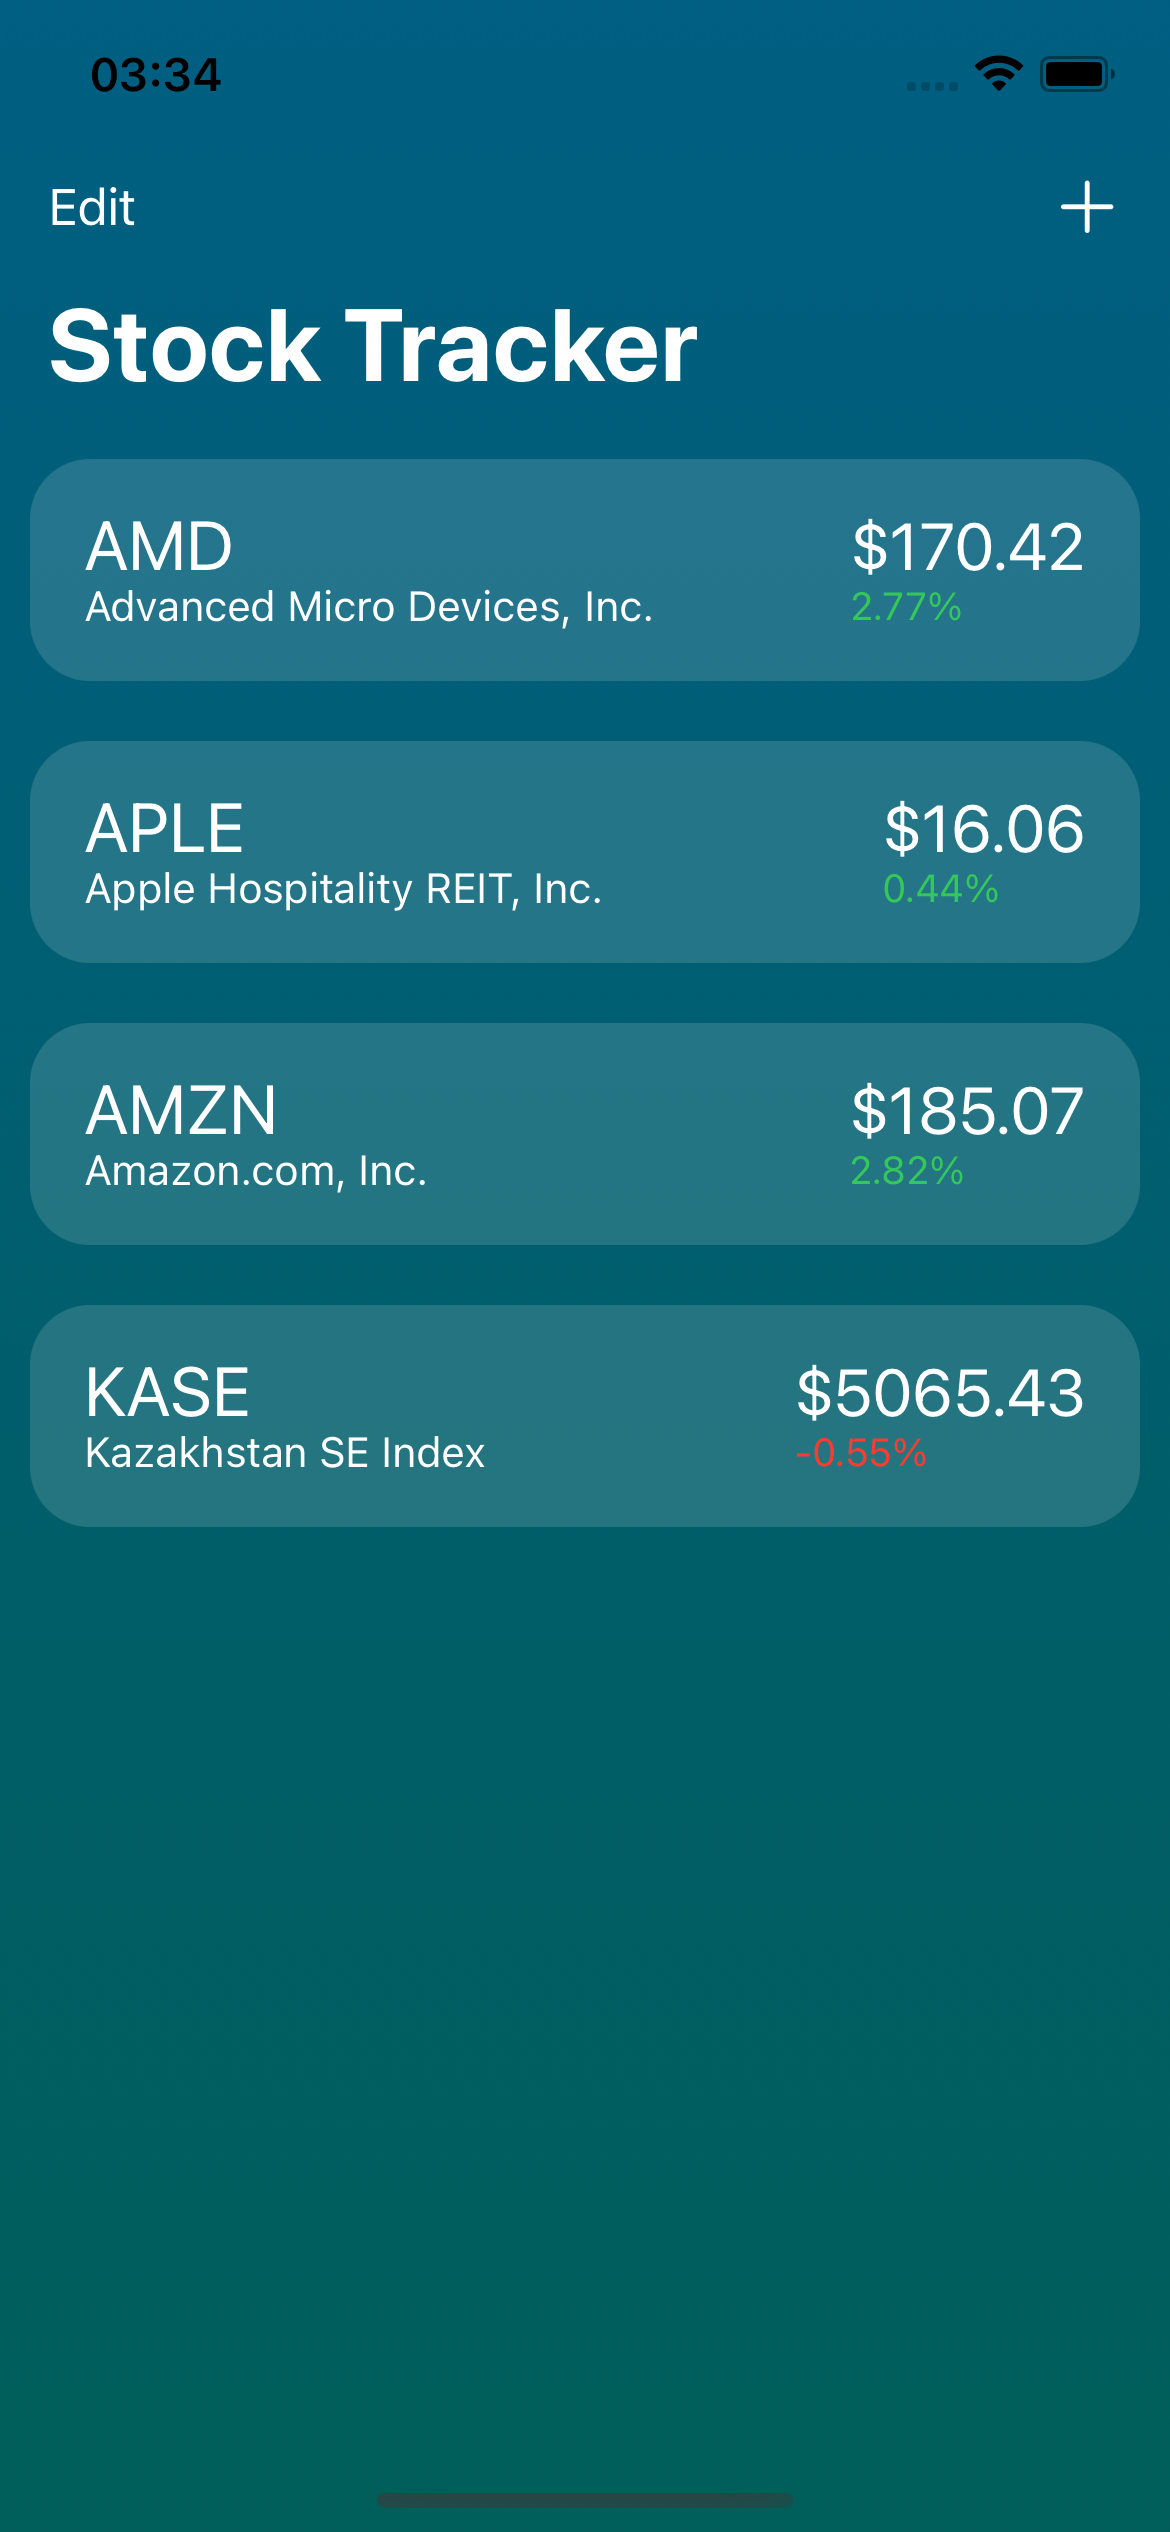 03:34
Edit
Stock Tracker
AMD
$170.42
Advanced Micro Devices, Inc.
2.77%
APLE
$16.06
Apple Hospitality REIT, Inc.
0.44%
AMZN
$185.07
Amazon.com, Inc.
2.82%
KASE
$5065.43
Kazakhstan SE Index
-0.55%